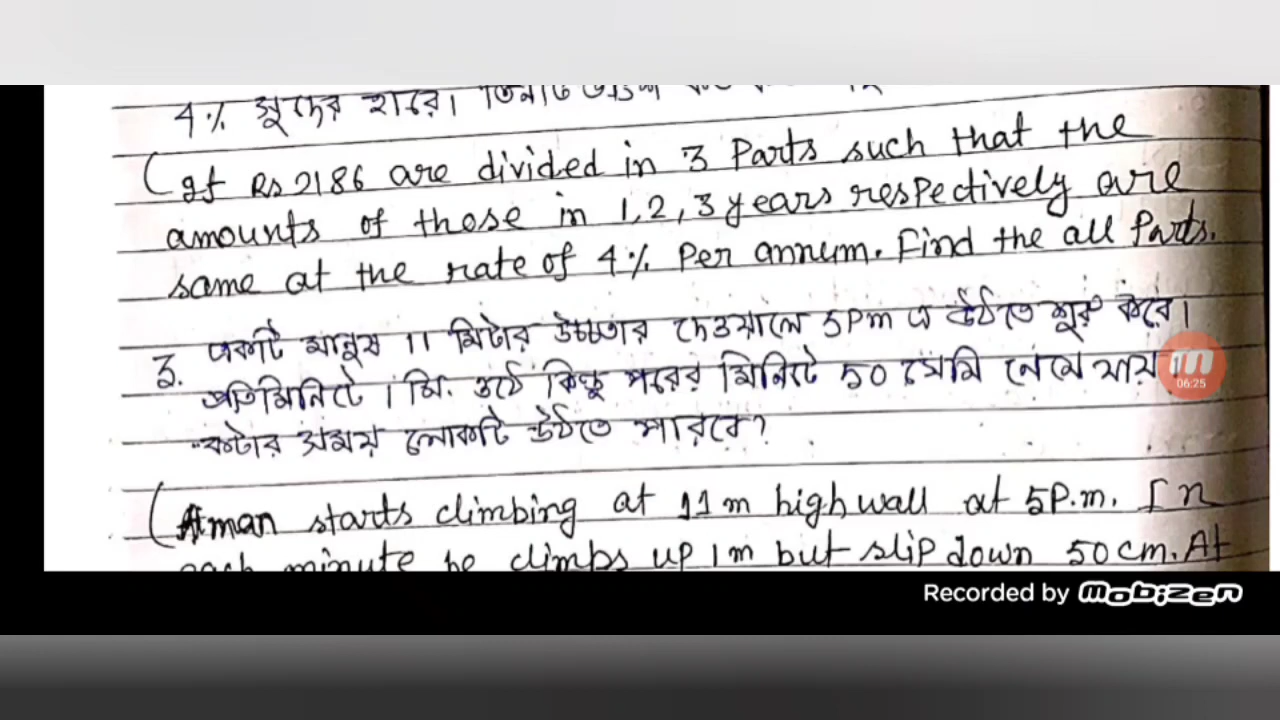 4% সুদের হারে।
(If Rs 2186 are divided in 3 Parts such that the
amounts of those in 1,2,3 years respectively are
same at the rate of 4% Per annum. Find the all Parts.
3. একটি মানুষ 11 মিটার উচ্চতার দেওয়ালে 5Pm এ উঠতে শুরু করে।
প্রতিমিনিটে 1 মি. ওঠে কিন্তু পরের মিনিটে 50 সেমি নেমে যায়
কটার সময় লোকটি উঠতে পারবে?
(A man starts climbing at 11 m high wall at 5P.m. In
each minute he climbs up 1m but slip down 50cm. At
06:25
Recorded by Mobizen